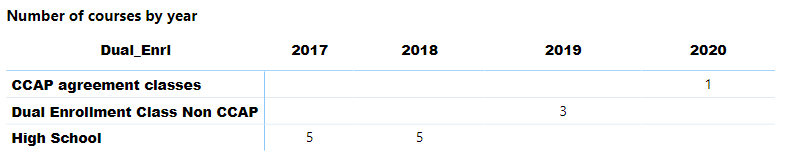 Number of courses by year
Dual_Enrl 2017 2018 2019 2020
CCAP agreement classes 1
Dual Enrollment Class Non CCAP 3
High School 5 5